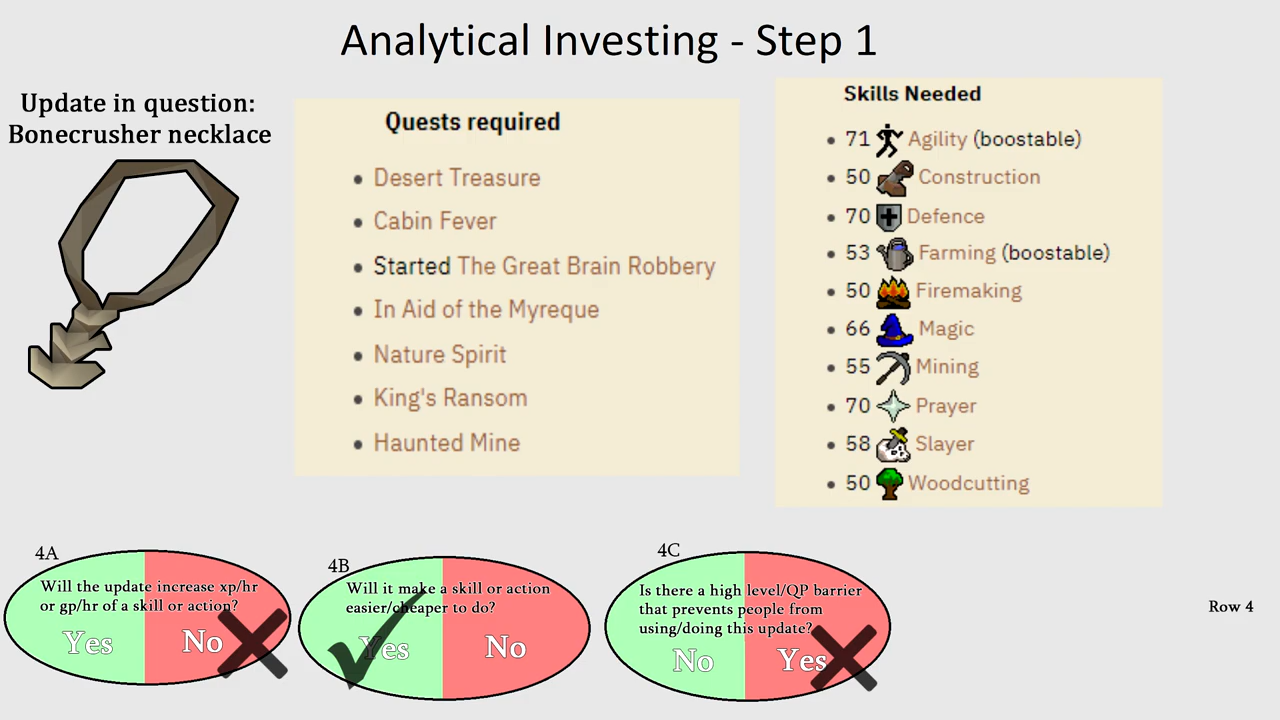 Analytical Investing - Step 1
Update in question:
Bonecrusher necklace
Quests required
Desert Treasure
Cabin Fever
Started The Great Brain Robbery
In Aid of the Myreque
Nature Spirit
King's Ransom
Haunted Mine
Skills Needed
71 Agility (boostable)
50 Construction
70 Defence
53 Farming (boostable)
50 Firemaking
66 Magic
55 Mining
70 Prayer
58 Slayer
50 Woodcutting
4A
Will the update increase xp/hr
or gp/hr of a skill or action?
Yes No
4B
Will it make a skill or action
easier/cheaper to do?
Yes No
4C
Is there a high level/QP barrier
that prevents people from
using/doing this update?
No Yes
Row 4